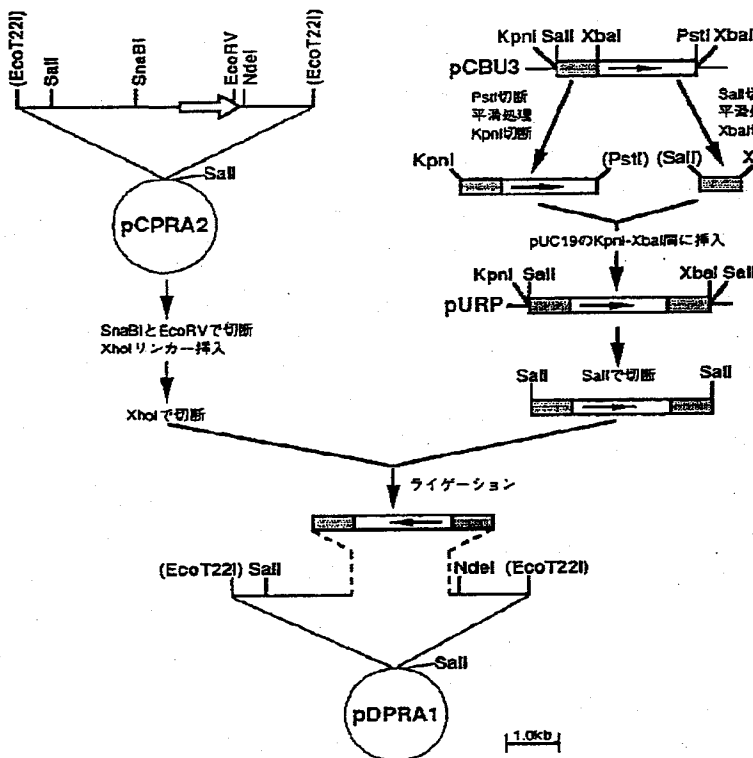 (EcoT22I)
SalI
SnaBI
EcoRV
NdeI
(EcoT22I)
SalI
pCPRA2
SnaBIとEcoRVで切断
XhoIリンカー挿入
XhoIで切断
KpnI SalI XbaI
PstI XbaI
pCBU3
PstI切断
平滑処理
KpnI切断
SalI切
平滑処
XbaI切
KpnI
(PstI)
(SalI)
X
pUC19のKpnI-XbaI間に挿入
KpnI SalI
XbaI SalI
pURP
SalI
SalIで切断
SalI
ライゲーション
(EcoT22I) SalI
NdeI (EcoT22I)
SalI
pDPRA1
1.0kb